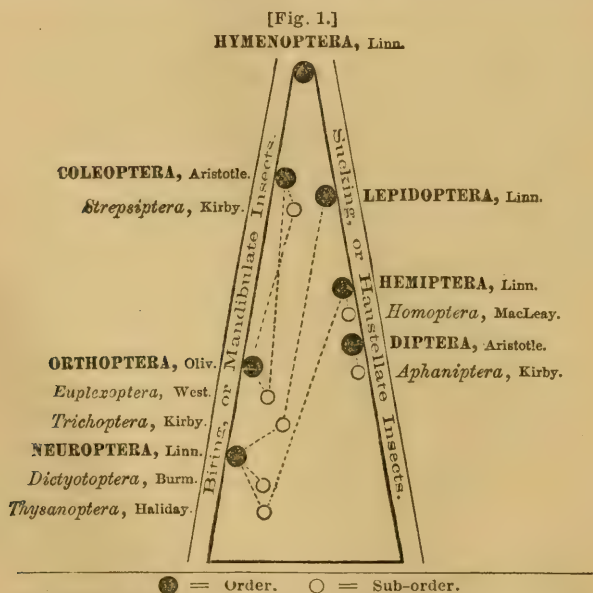 [Fig. 1.]
HYMENOPTERA, Linn.
Biting, or Mandibulate Insects.
Sucking, or Haustellate Insects.
COLEOPTERA, Aristotle.
Strepsiptera, Kirby.
LEPIDOPTERA, Linn.
HEMIPTERA, Linn.
Homoptera, MacLeay.
DIPTERA, Aristotle.
Aphaniptera, Kirby.
ORTHOPTERA, Oliv.
Euplexoptera, West.
Trichoptera, Kirby.
NEUROPTERA, Linn.
Dictyotoptera, Burm.
Thysanoptera, Haliday.
= Order. = Sub-order.